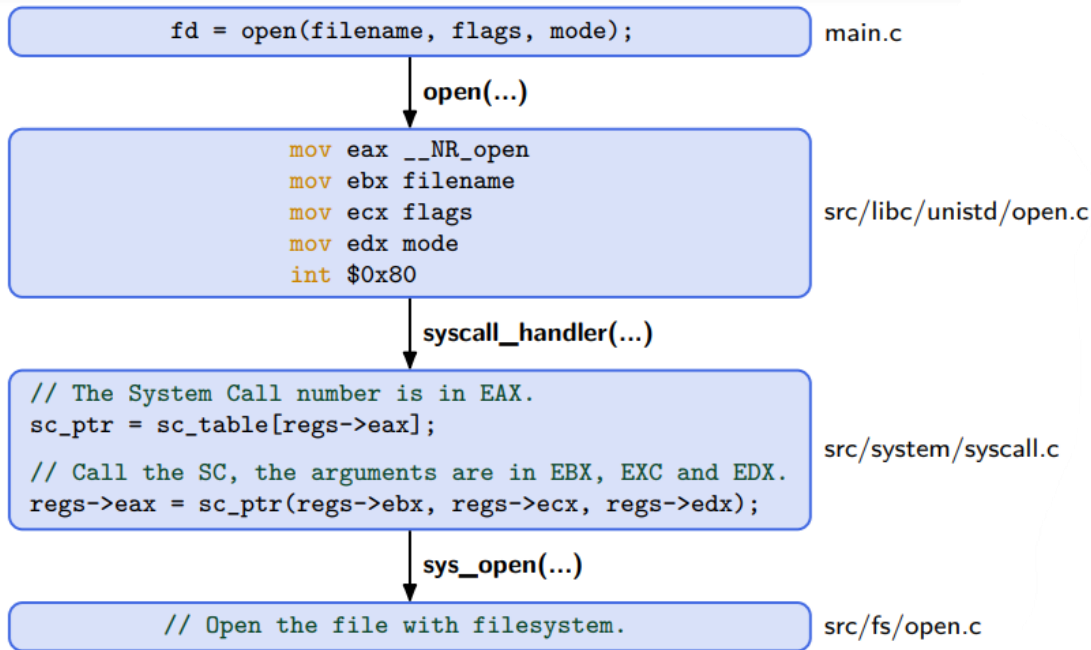 fd = open(filename, flags, mode);
main.c
open(...)
mov eax __NR_open
mov ebx filename
mov ecx flags
mov edx mode
int $0x80
src/libc/unistd/open.c
syscall_handler(...)
// The System Call number is in EAX.
sc_ptr = sc_table[regs->eax];
// Call the SC, the arguments are in EBX, EXC and EDX.
regs->eax = sc_ptr(regs->ebx, regs->ecx, regs->edx);
src/system/syscall.c
sys_open(...)
// Open the file with filesystem.
src/fs/open.c